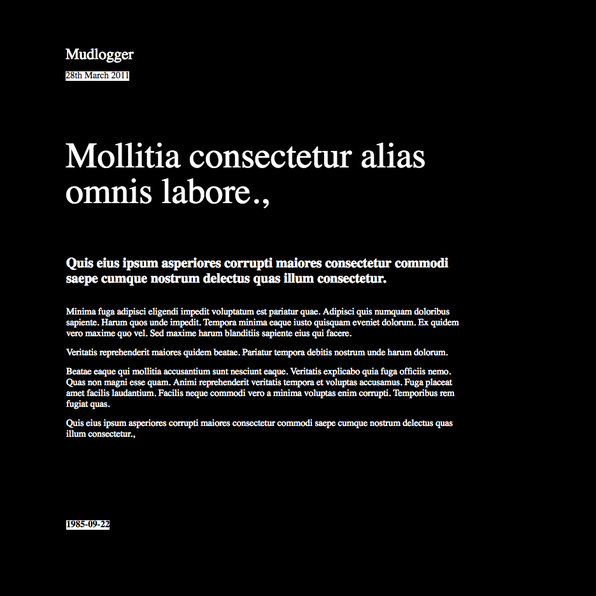 Mudlogger
28th March 2011
Mollitia consectetur alias
omnis labore.,
Quis eius ipsum asperiores corrupti maiores consectetur commodi
saepe cumque nostrum delectus quas illum consectetur.
Minima fuga adipisci eligendi impedit voluptatum est pariatur quae. Adipisci quis numquam doloribus
sapiente. Harum quos unde impedit. Tempora minima eaque iusto quisquam eveniet dolorum. Ex quidem
vero maxime quo vel. Sed maxime harum blanditiis sapiente eius qui facere.
Veritatis reprehenderit maiores quidem beatae. Pariatur tempora debitis nostrum unde harum dolorum.
Beatae eaque qui mollitia accusantium sunt nesciunt eaque. Veritatis explicabo quia fuga officiis nemo.
Quas non magni esse quam. Animi reprehenderit veritatis tempora et voluptas accusamus. Fuga placeat
amet facilis laudantium. Facilis neque commodi vero a minima voluptas enim corrupti. Temporibus rem
fugiat quas.
Quis eius ipsum asperiores corrupti maiores consectetur commodi saepe cumque nostrum delectus quas
illum consectetur.,
1985-09-22